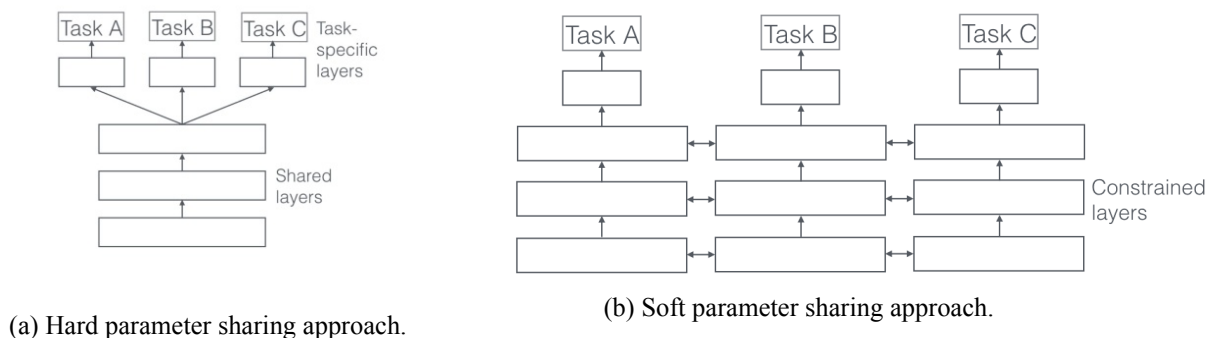 Task A Task B Task C
Task-
specific
layers
Shared
layers
(a) Hard parameter sharing approach.
Task A Task B Task C
Constrained
layers
(b) Soft parameter sharing approach.